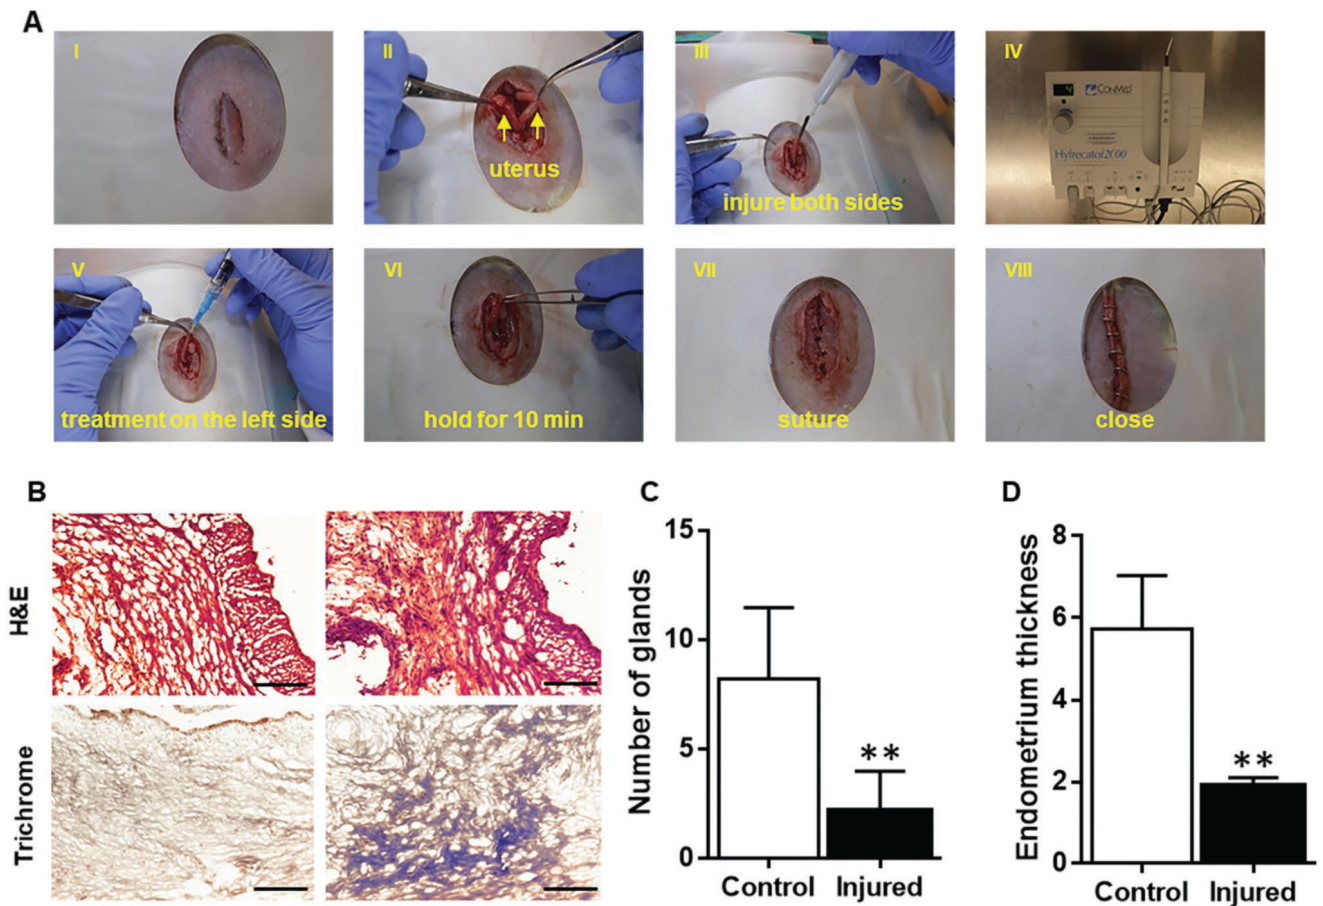 A
I
II
uterus
III
injure both sides
IV
CONMED
Hyfrecator2000
V
treatment on the left side
VI
hold for 10 min
VII
suture
VIII
close
B
H&E
Trichrome
C
Number of glands
15
10
5
0
**
Control
Injured
D
Endometrium thickness
8
6
4
2
0
**
Control
Injured